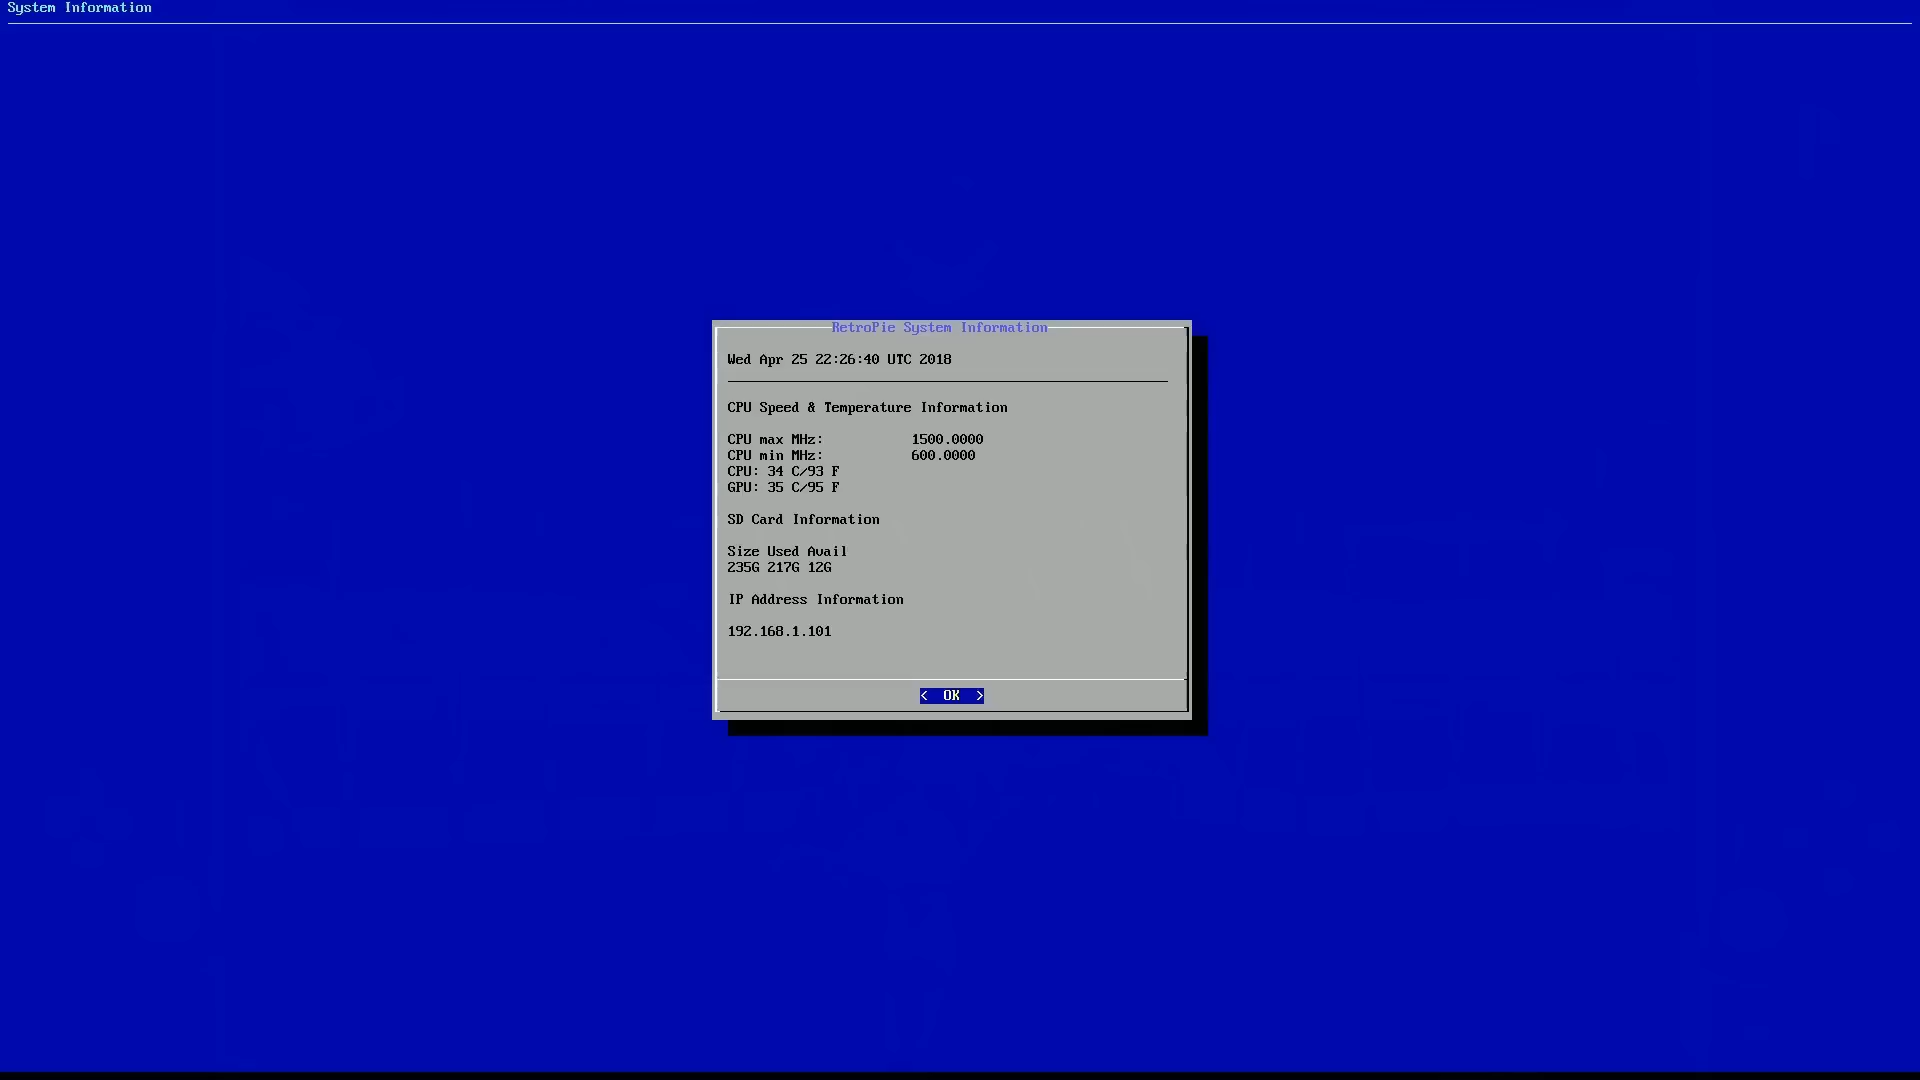 System Information
RetroPie System Information
Wed Apr 25 22:26:40 UTC 2018
CPU Speed & Temperature Information
CPU max MHz: 1500.0000
CPU min MHz: 600.0000
CPU: 34 C/93 F
GPU: 35 C/95 F
SD Card Information
Size Used Avail
235G 217G 12G
IP Address Information
192.168.1.101
< OK >